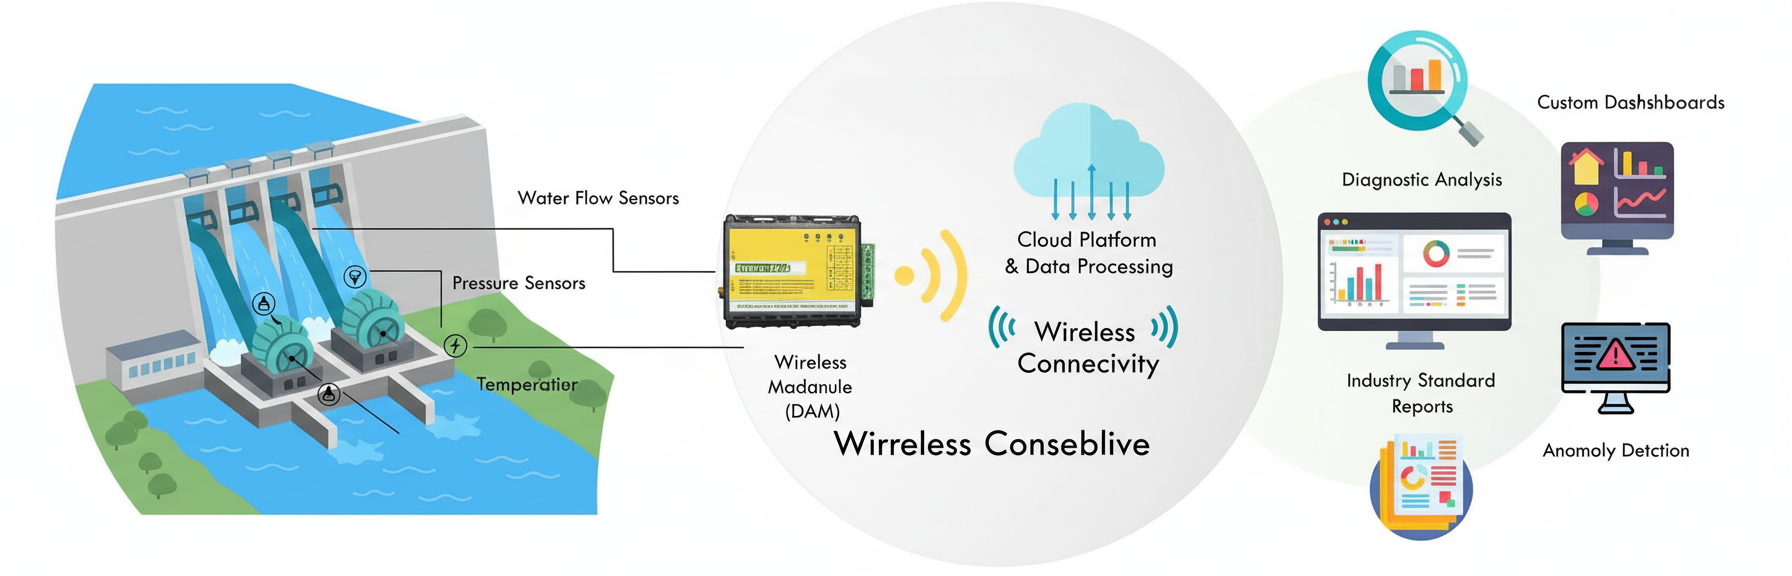 Water Flow Sensors
Pressure Sensors
Temperatier
Wireless
Madanule
(DAM)
Cloud Platform
& Data Processing
Wireless
Connecivity
Wirreless Conseblive
Diagnostic Analysis
Industry Standard
Reports
Custom Dashshboards
Anomoly Detction